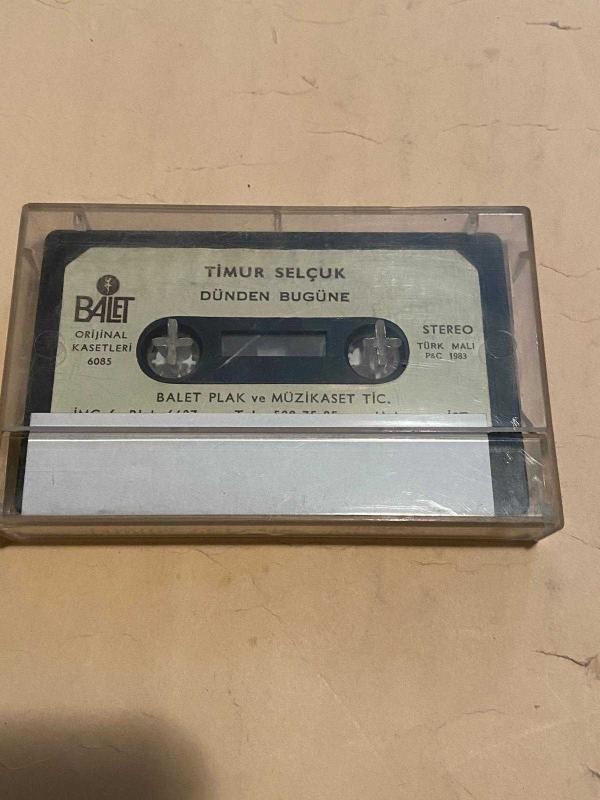 TİMUR SELÇUK
DÜNDEN BUGÜNE
BALET
ORİJİNAL
KASETLERİ
6085
STEREO
TÜRK MALI
P&C 1983
BALET PLAK ve MÜZİKASET TİC.